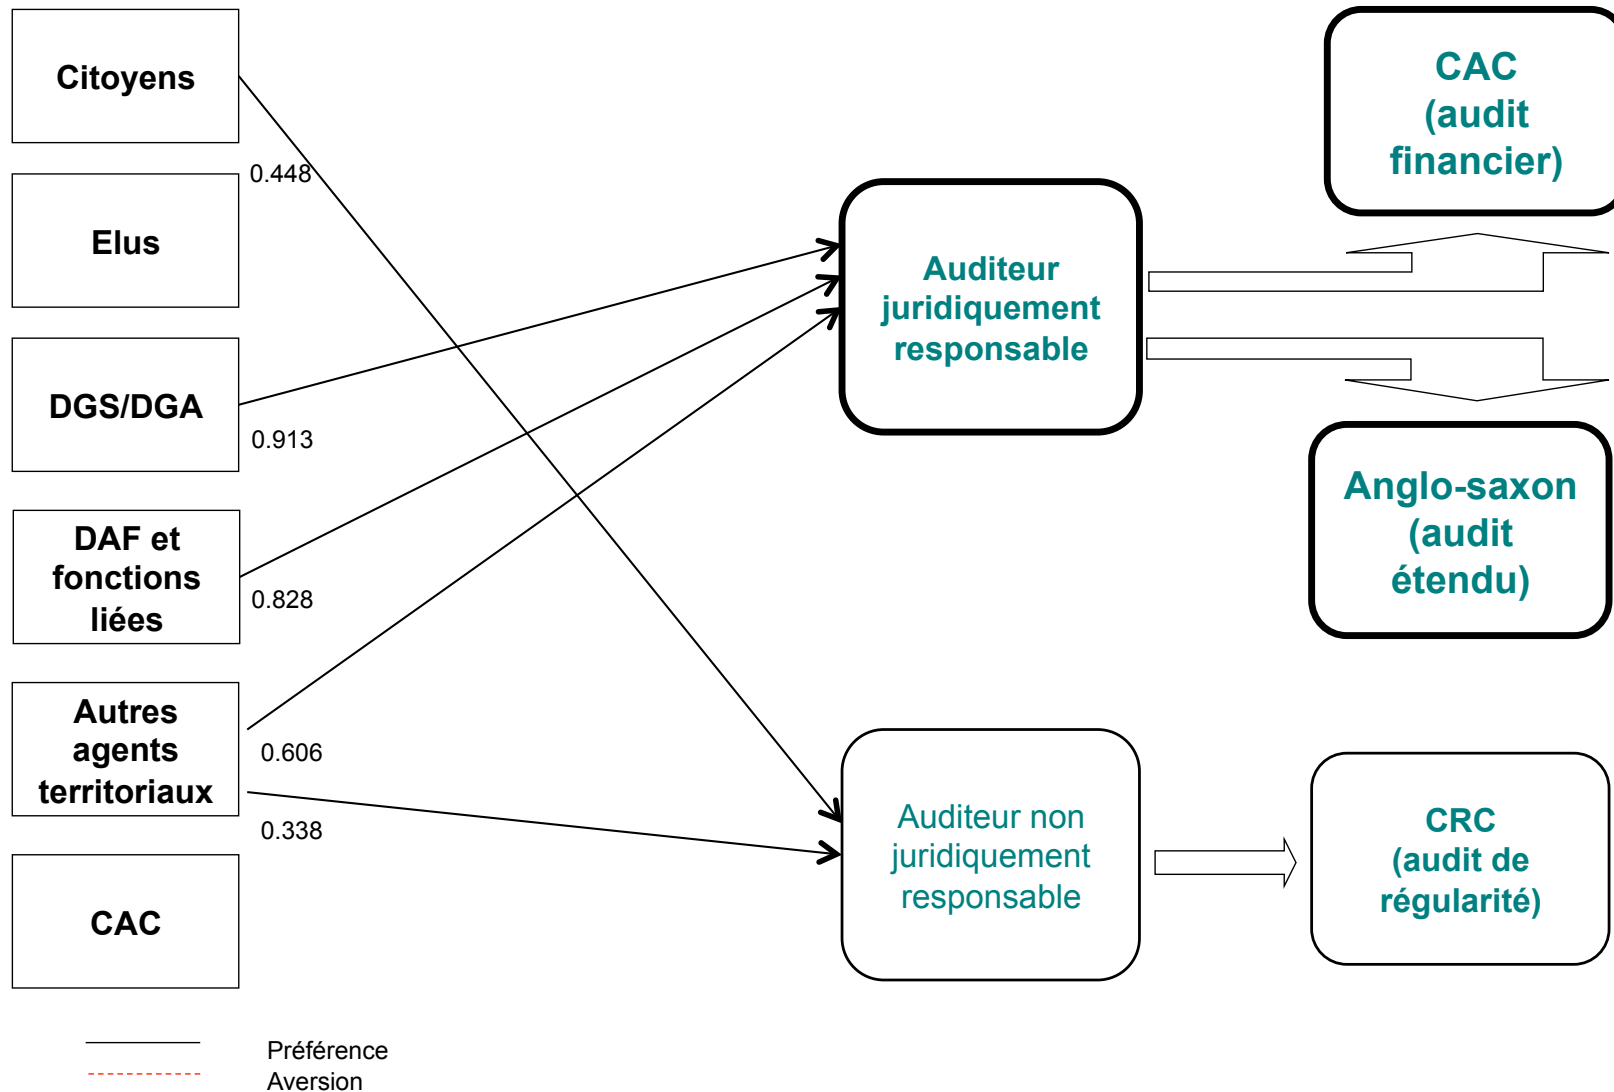 Citoyens
0.448
Elus
DGS/DGA
0.913
DAF et
fonctions
liées
0.828
Autres
agents
territoriaux
0.606
0.338
CAC
Auditeur
juridiquement
responsable
Auditeur non
juridiquement
responsable
CAC
(audit
financier)
Anglo-saxon
(audit
étendu)
CRC
(audit de
régularité)
Préférence
Aversion